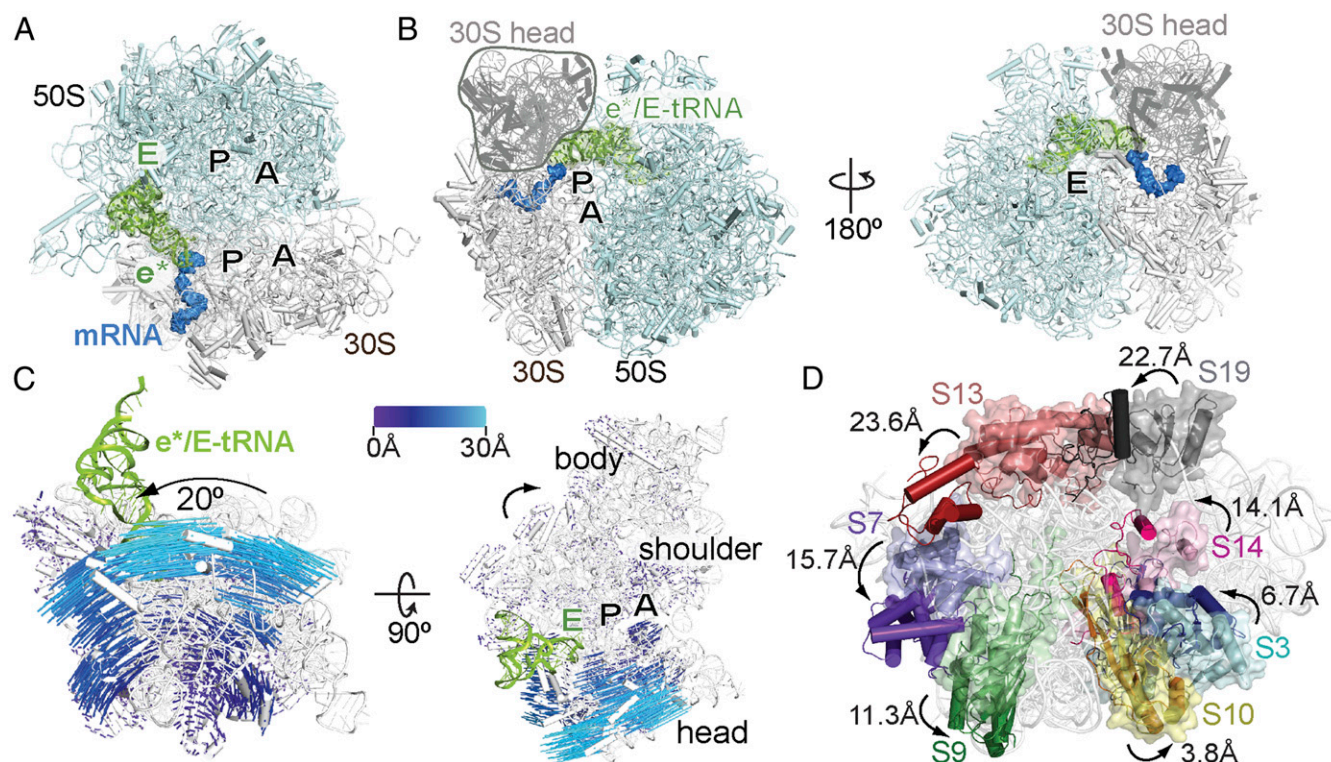 A
50S
E
P
A
P
A
e*
mRNA
30S
B
30S head
e*/E-tRNA
P
A
30S
50S
180º
30S head
E
C
e*/E-tRNA
20º
0Å
30Å
90º
body
shoulder
A
P
E
head
D
22.7Å
S19
S13
23.6Å
14.1Å
S14
S7
15.7Å
6.7Å
S3
S10
11.3Å
S9
3.8Å